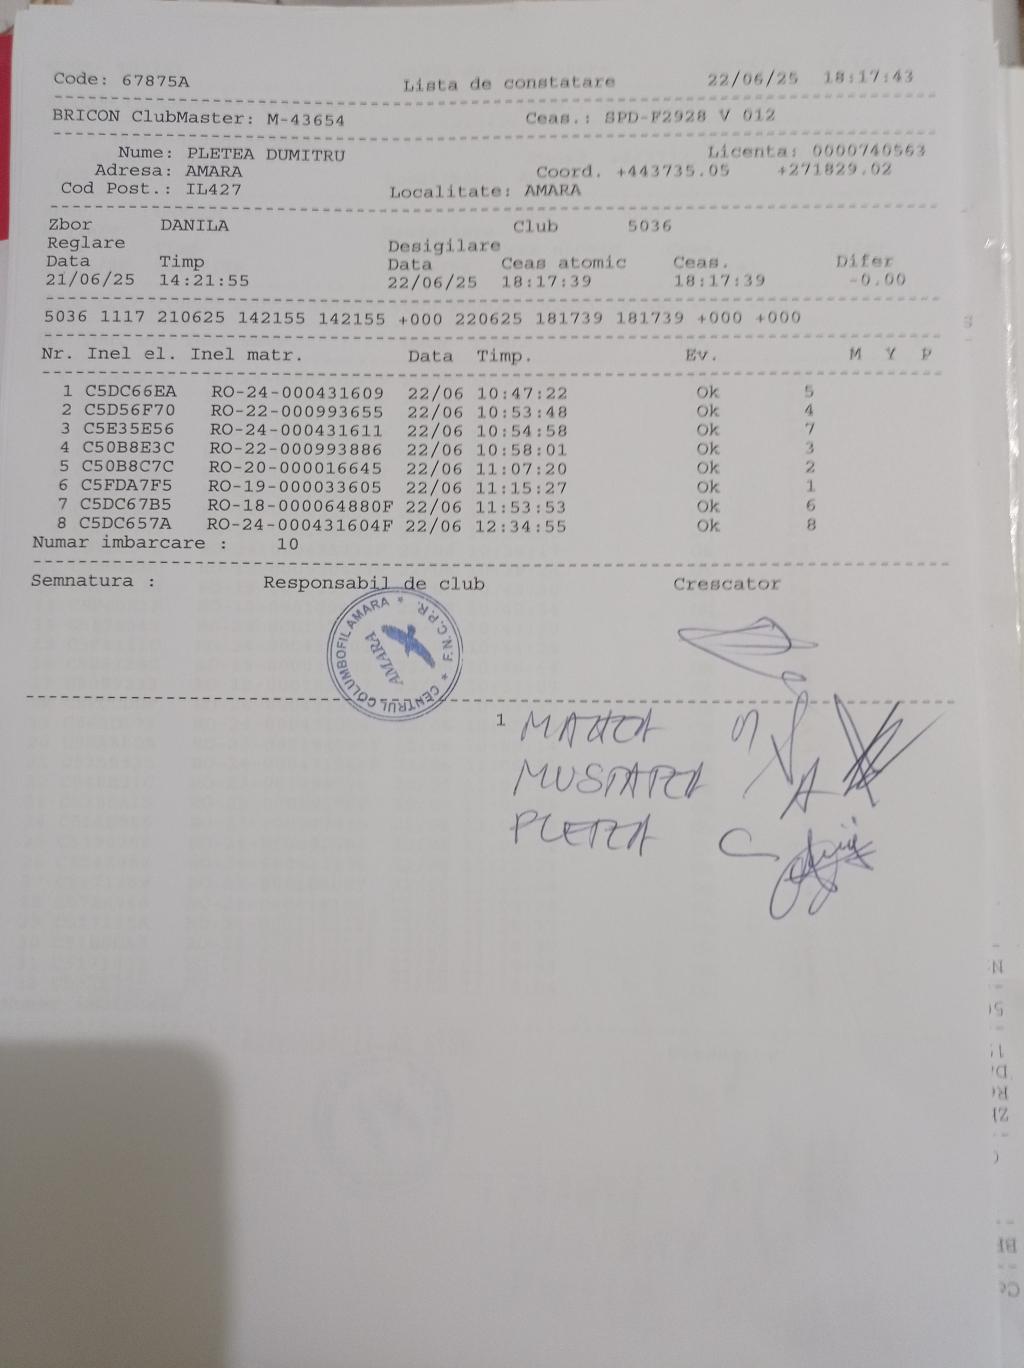 Code: 67875A Lista de constatare 22/06/25 18:17:43
BRICON ClubMaster: M-43654 Ceas.: SPD-F2928 V 012
Nume: PLETEA DUMITRU Licenta: 0000740563
Adresa: AMARA Coord. +443735.05 +271829.02
Cod Post.: IL427 Localitate: AMARA
Zbor DANILA Club 5036
Reglare Desigilare
Data Timp Data Ceas atomic Ceas. Difer
21/06/25 14:21:55 22/06/25 18:17:39 18:17:39 -0.00
5036 1117 210625 142155 142155 +000 220625 181739 181739 +000 +000
Nr. Inel el. Inel matr. Data Timp. Ev. M Y P
1 C5DC66EA RO-24-000431609 22/06 10:47:22 Ok 5
2 C5D56F70 RO-22-000993655 22/06 10:53:48 Ok 4
3 C5E35E56 RO-24-000431611 22/06 10:54:58 Ok 7
4 C50B8E3C RO-22-000993886 22/06 10:58:01 Ok 3
5 C50B8C7C RO-20-000016645 22/06 11:07:20 Ok 2
6 C5FDA7F5 RO-19-000033605 22/06 11:15:27 Ok 1
7 C5DC67B5 RO-18-000064880F 22/06 11:53:53 Ok 6
8 C5DC657A RO-24-000431604F 22/06 12:34:55 Ok 8
Numar imbarcare : 10
Semnatura : Responsabil de club Crescator
CENTRUL COLUMBOFIL AMARA * F.N.C.P.R. *
AMARA
1
MUSTATEA A
PLETEA C